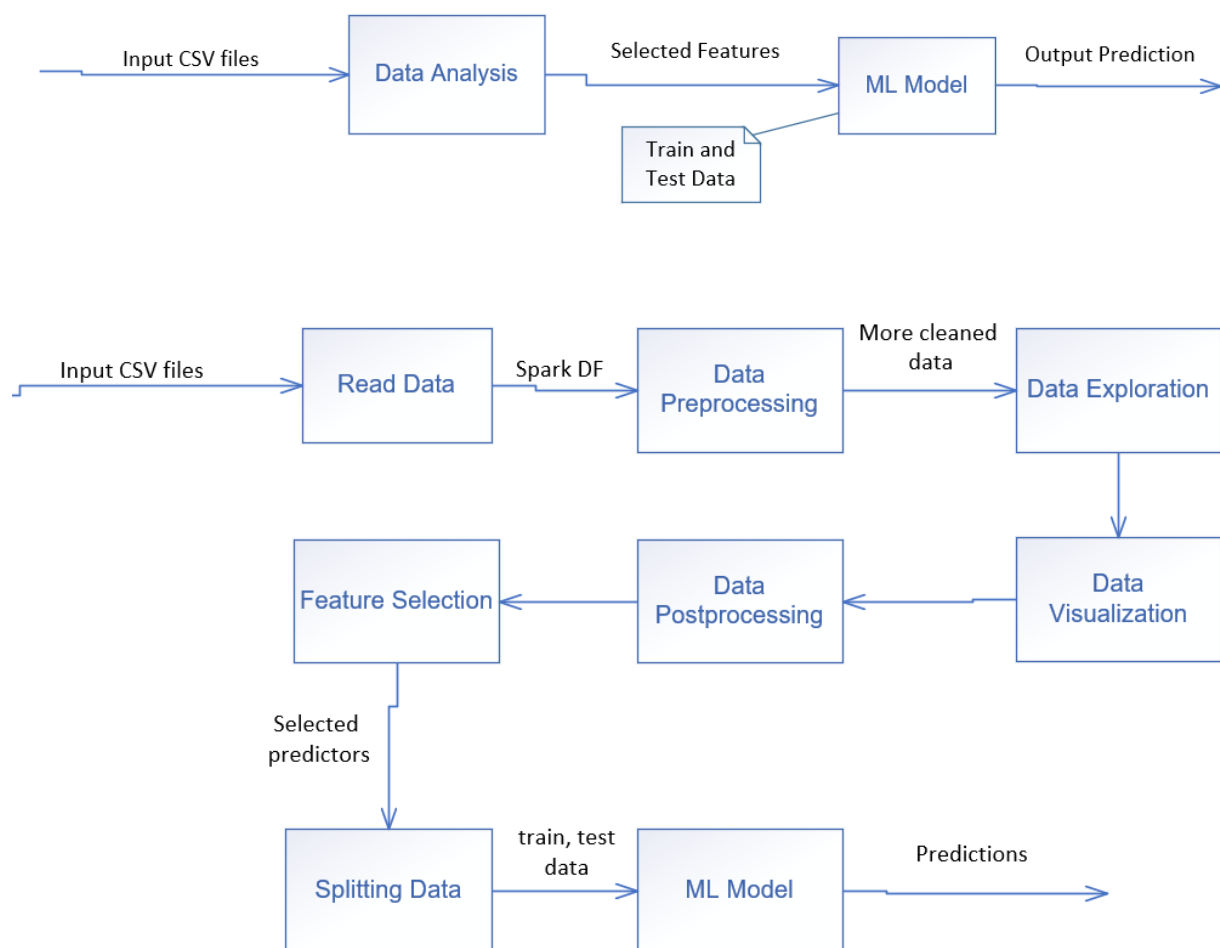 Input CSV files
Data Analysis
Selected Features
ML Model
Output Prediction
Train and
Test Data
Input CSV files
Read Data
Spark DF
Data
Preprocessing
More cleaned
data
Data Exploration
Data
Visualization
Data
Postprocessing
Feature Selection
Selected
predictors
Splitting Data
train, test
data
ML Model
Predictions